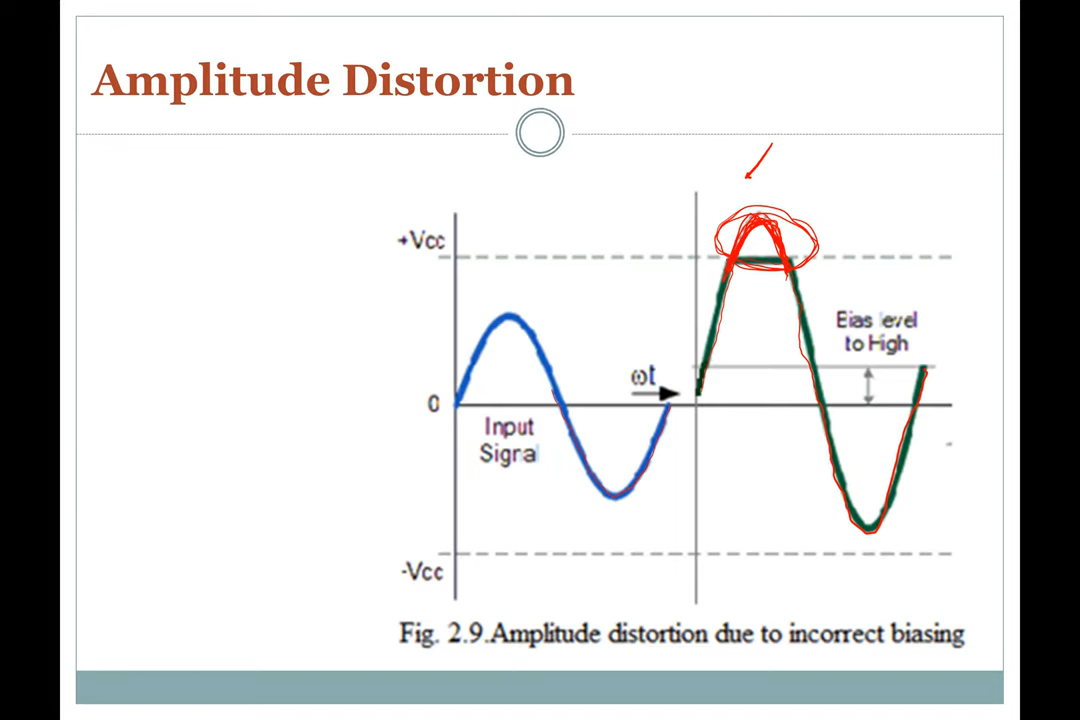 Amplitude Distortion
+Vcc
Bias level
to High
ωt
0
Input
Signal
-Vcc
Fig. 2.9.Amplitude distortion due to incorrect biasing